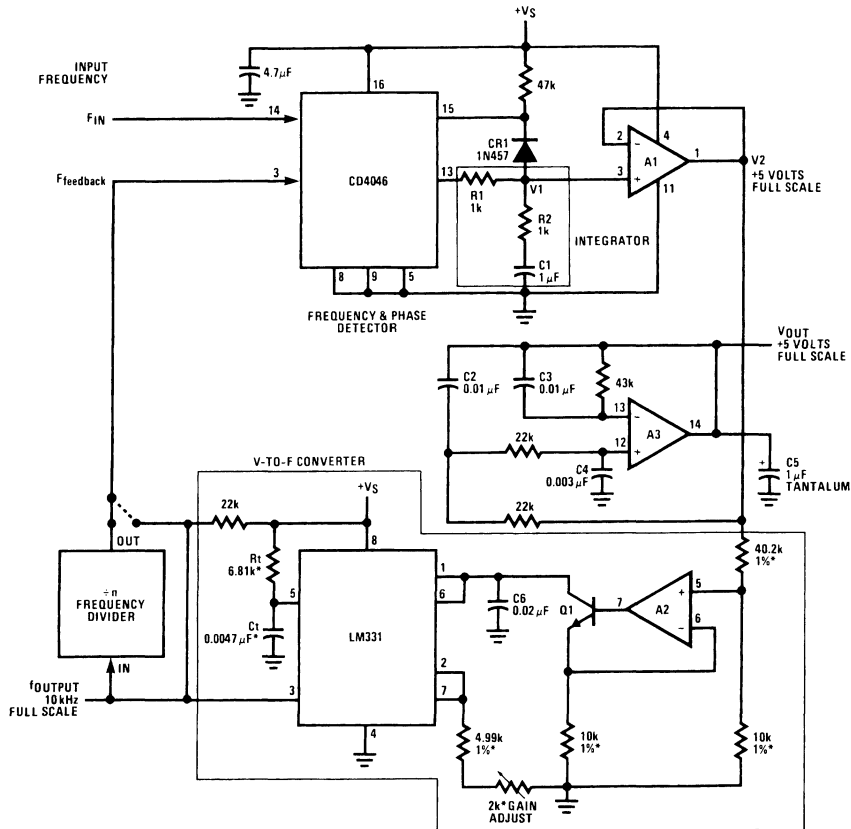 +VS
INPUT
FREQUENCY
4.7µF
16
47k
FIN
14
15
2
−
4
CR1
1N457
A1
1
V2
+5 VOLTS
FULL SCALE
Ffeedback
3
CD4046
13
R1
1k
V1
3
+
11
R2
1k
INTEGRATOR
C1
1µF
8
9
5
FREQUENCY & PHASE
DETECTOR
VOUT
+5 VOLTS
FULL SCALE
C2
0.01µF
C3
0.01µF
43k
13
−
A3
14
22k
12
+
C4
0.003µF
C5
+
1µF
TANTALUM
V-TO-F CONVERTER
+VS
22k
22k
OUT
Rt
6.81k*
8
40.2k
1%*
÷n
FREQUENCY
DIVIDER
5
1
6
C6
0.02µF
Q1
7
A2
+
5
−
6
Ct
0.0047µF*
LM331
IN
2
7
fOUTPUT
10kHz
FULL SCALE
3
4
4.99k
1%*
10k
1%*
10k
1%*
2k* GAIN
ADJUST